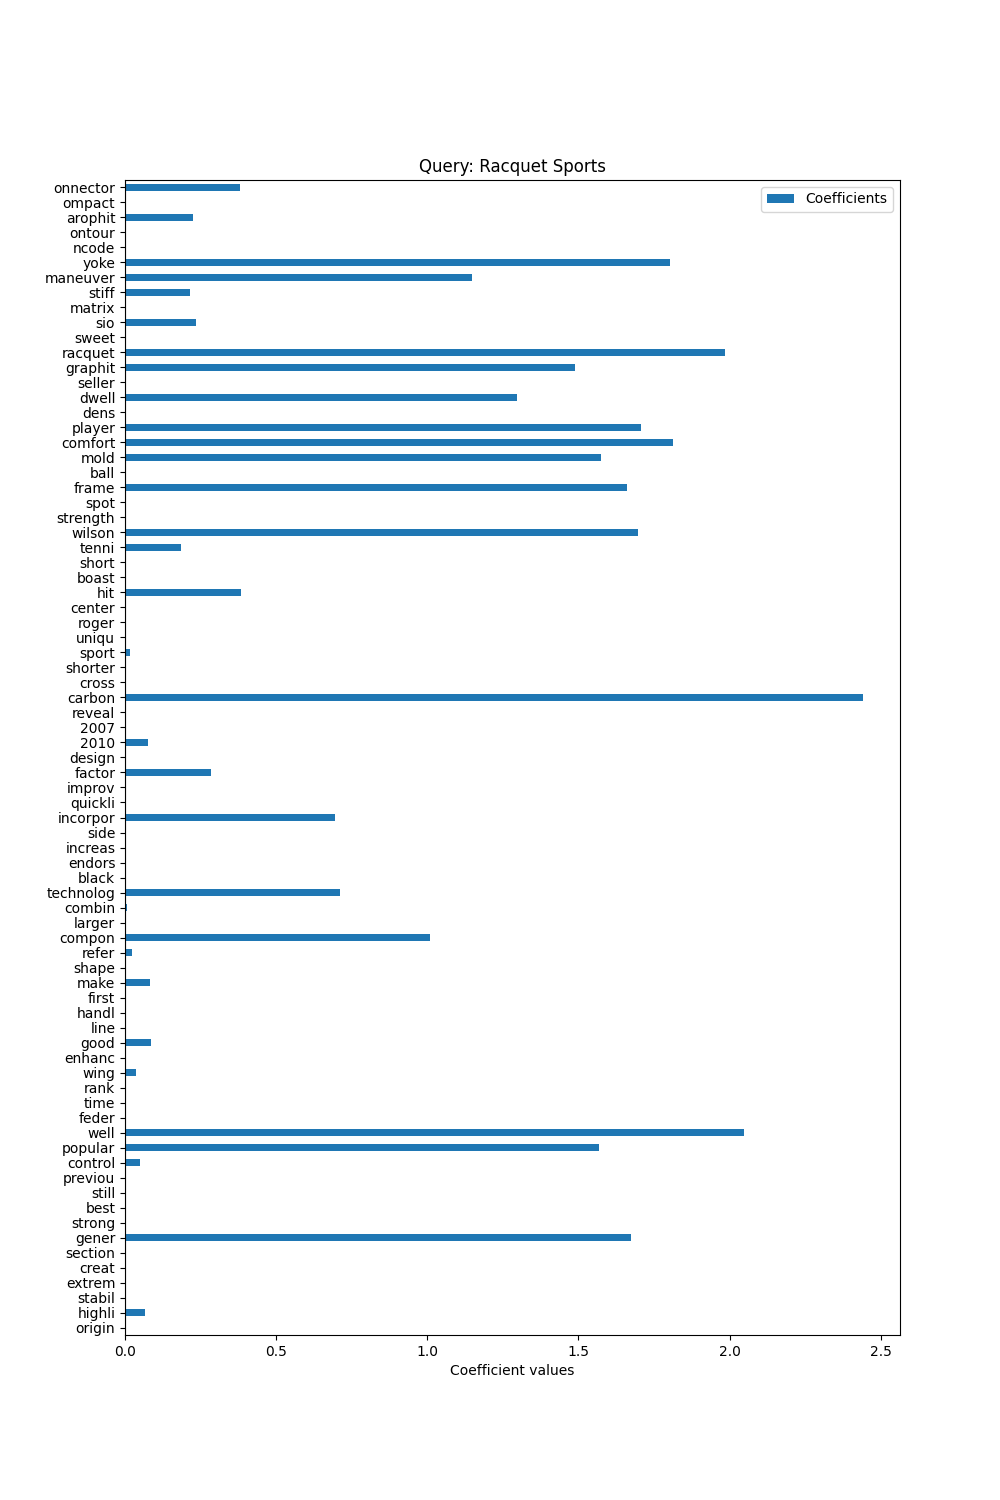 Query: Racquet Sports
Coefficients
onnector
ompact
arophit
ontour
ncode
yoke
maneuver
stiff
matrix
sio
sweet
racquet
graphit
seller
dwell
dens
player
comfort
mold
ball
frame
spot
strength
wilson
tenni
short
boast
hit
center
roger
uniqu
sport
shorter
cross
carbon
reveal
2007
2010
design
factor
improv
quickli
incorpor
side
increas
endors
black
technolog
combin
larger
compon
refer
shape
make
first
handl
line
good
enhanc
wing
rank
time
feder
well
popular
control
previou
still
best
strong
gener
section
creat
extrem
stabil
highli
origin
0.0 0.5 1.0 1.5 2.0 2.5
Coefficient values